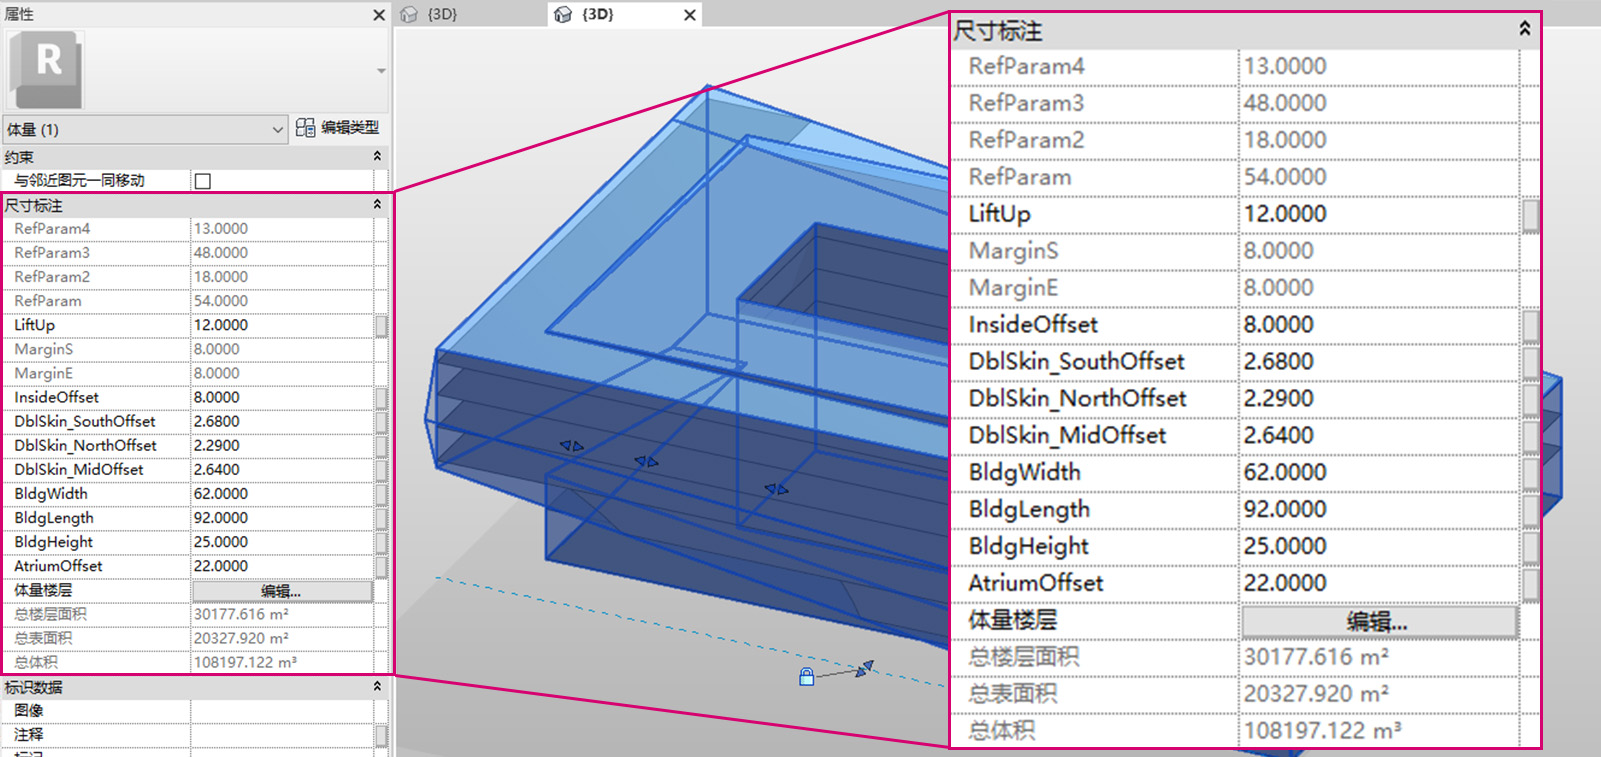 属性
{3D}
{3D}
R
体量 (1)
编辑类型
约束
与邻近图元一同移动
尺寸标注
RefParam4 13.0000
RefParam3 48.0000
RefParam2 18.0000
RefParam 54.0000
LiftUp 12.0000
MarginS 8.0000
MarginE 8.0000
InsideOffset 8.0000
DblSkin_SouthOffset 2.6800
DblSkin_NorthOffset 2.2900
DblSkin_MidOffset 2.6400
BldgWidth 62.0000
BldgLength 92.0000
BldgHeight 25.0000
AtriumOffset 22.0000
体量楼层 编辑...
总楼层面积 30177.616 m²
总表面积 20327.920 m²
总体积 108197.122 m³
标识数据
图像
注释
尺寸标注
RefParam4 13.0000
RefParam3 48.0000
RefParam2 18.0000
RefParam 54.0000
LiftUp 12.0000
MarginS 8.0000
MarginE 8.0000
InsideOffset 8.0000
DblSkin_SouthOffset 2.6800
DblSkin_NorthOffset 2.2900
DblSkin_MidOffset 2.6400
BldgWidth 62.0000
BldgLength 92.0000
BldgHeight 25.0000
AtriumOffset 22.0000
体量楼层 编辑...
总楼层面积 30177.616 m²
总表面积 20327.920 m²
总体积 108197.122 m³